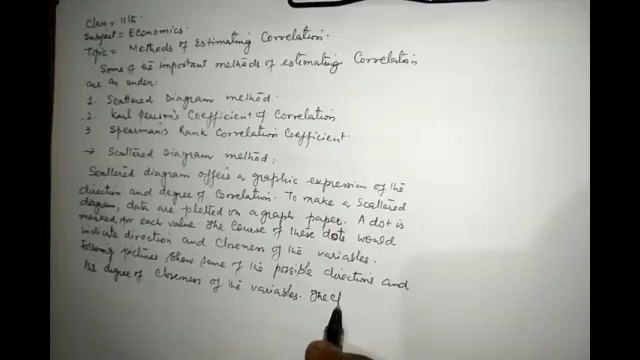 Class = 11th.
Subject = Economics.
Topic = Methods of Estimating Correlation.
Some of the important methods of estimating Correlation
are as under:
1. Scattered Diagram method.
2. Karl Pearson's Coefficient of Correlation
3 Spearman's Rank Correlation Coefficient.
→ Scattered Diagram method:
Scattered diagram offers a graphic expression of the
direction and degree of Correlation. To make a Scattered
diagram, data are plotted on a graph paper. A dot is
marked for each value. The Course of these dots would
indicate direction and closeness of the variables.
Following pictures show some of the possible directions and
the degree of Closeness of the variables. The cl